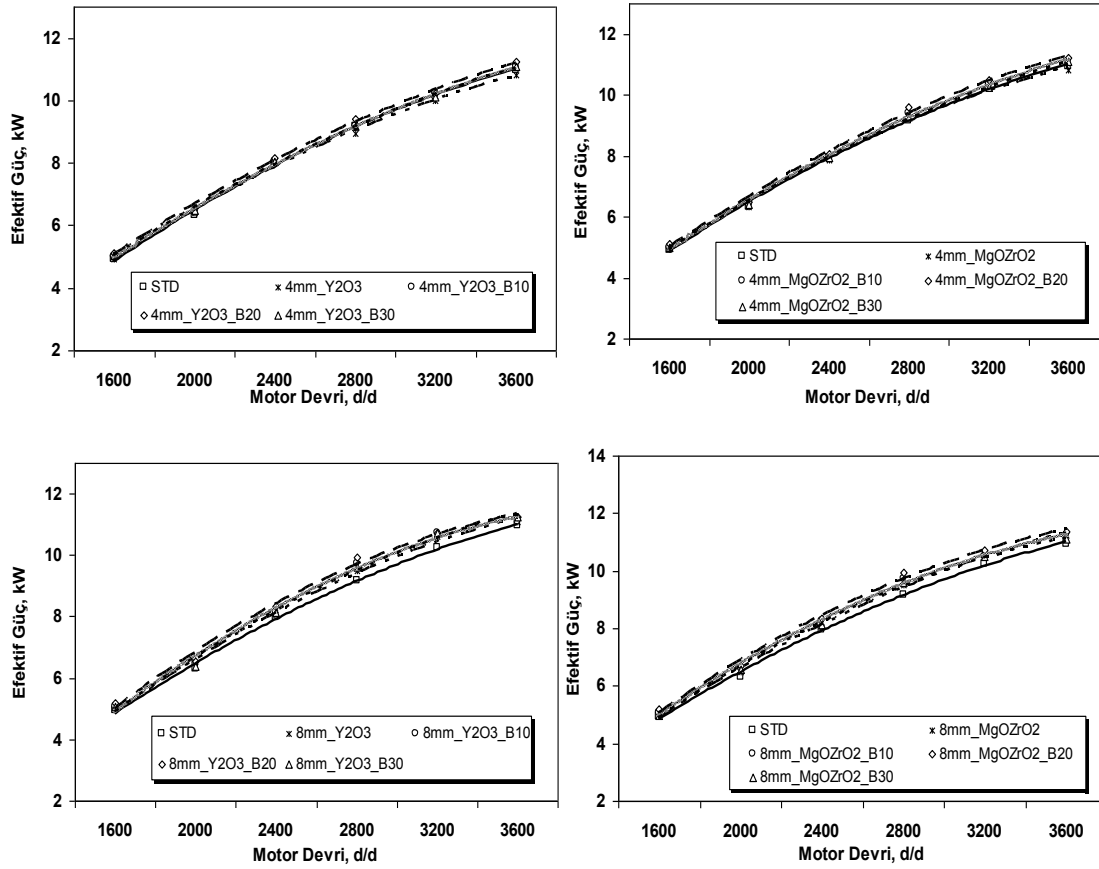 12
10
8
6
4
2
Efektif Güç, kW
STD 4mm_Y2O3 4mm_Y2O3_B10
4mm_Y2O3_B20 4mm_Y2O3_B30
1600 2000 2400 2800 3200 3600
Motor Devri, d/d
12
10
8
6
4
2
Efektif Güç, kW
STD 4mm_MgOZrO2
4mm_MgOZrO2_B10 4mm_MgOZrO2_B20
4mm_MgOZrO2_B30
1600 2000 2400 2800 3200 3600
Motor Devri, d/d
12
10
8
6
4
2
Efektif Güç, kW
STD 8mm_Y2O3 8mm_Y2O3_B10
8mm_Y2O3_B20 8mm_Y2O3_B30
1600 2000 2400 2800 3200 3600
Motor Devri, d/d
14
12
10
8
6
4
2
Efektif Güç, kW
STD 8mm_MgOZrO2
8mm_MgOZrO2_B10 8mm_MgOZrO2_B20
8mm_MgOZrO2_B30
1600 2000 2400 2800 3200 3600
Motor Devri, d/d